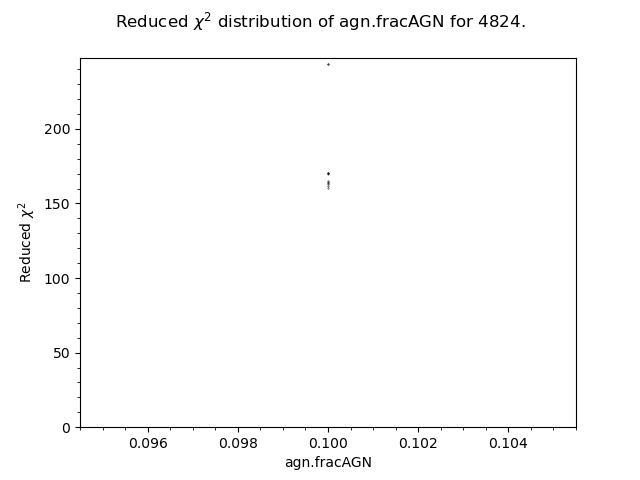 Reduced χ² distribution of agn.fracAGN for 4824.
200
150
100
50
0
Reduced χ²
0.096 0.098 0.100 0.102 0.104
agn.fracAGN